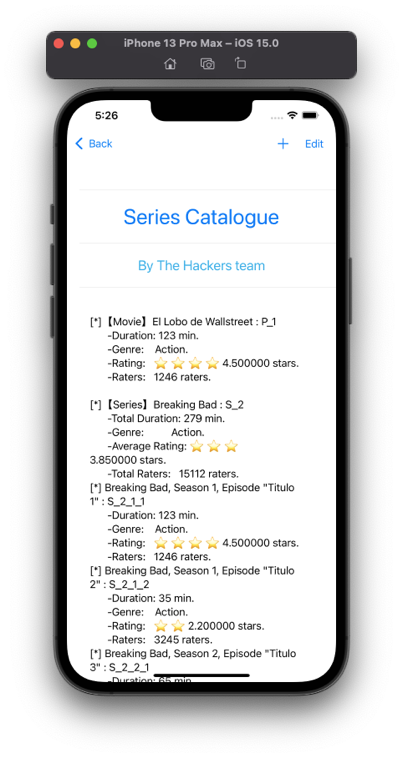 iPhone 13 Pro Max – iOS 15.0
5:26
Back
Edit
Series Catalogue
By The Hackers team
[*]【Movie】El Lobo de Wallstreet : P_1
-Duration: 123 min.
-Genre: Action.
-Rating: ⭐️⭐️⭐️⭐️ 4.500000 stars.
-Raters: 1246 raters.
[*]【Series】Breaking Bad : S_2
-Total Duration: 279 min.
-Genre: Action.
-Average Rating: ⭐️⭐️⭐️
3.850000 stars.
-Total Raters: 15112 raters.
[*] Breaking Bad, Season 1, Episode "Titulo
1" : S_2_1_1
-Duration: 123 min.
-Genre: Action.
-Rating: ⭐️⭐️⭐️⭐️ 4.500000 stars.
-Raters: 1246 raters.
[*] Breaking Bad, Season 1, Episode "Titulo
2" : S_2_1_2
-Duration: 35 min.
-Genre: Action.
-Rating: ⭐️⭐️ 2.200000 stars.
-Raters: 3245 raters.
[*] Breaking Bad, Season 2, Episode "Titulo
3" : S_2_2_1
-Duration: 65 min.